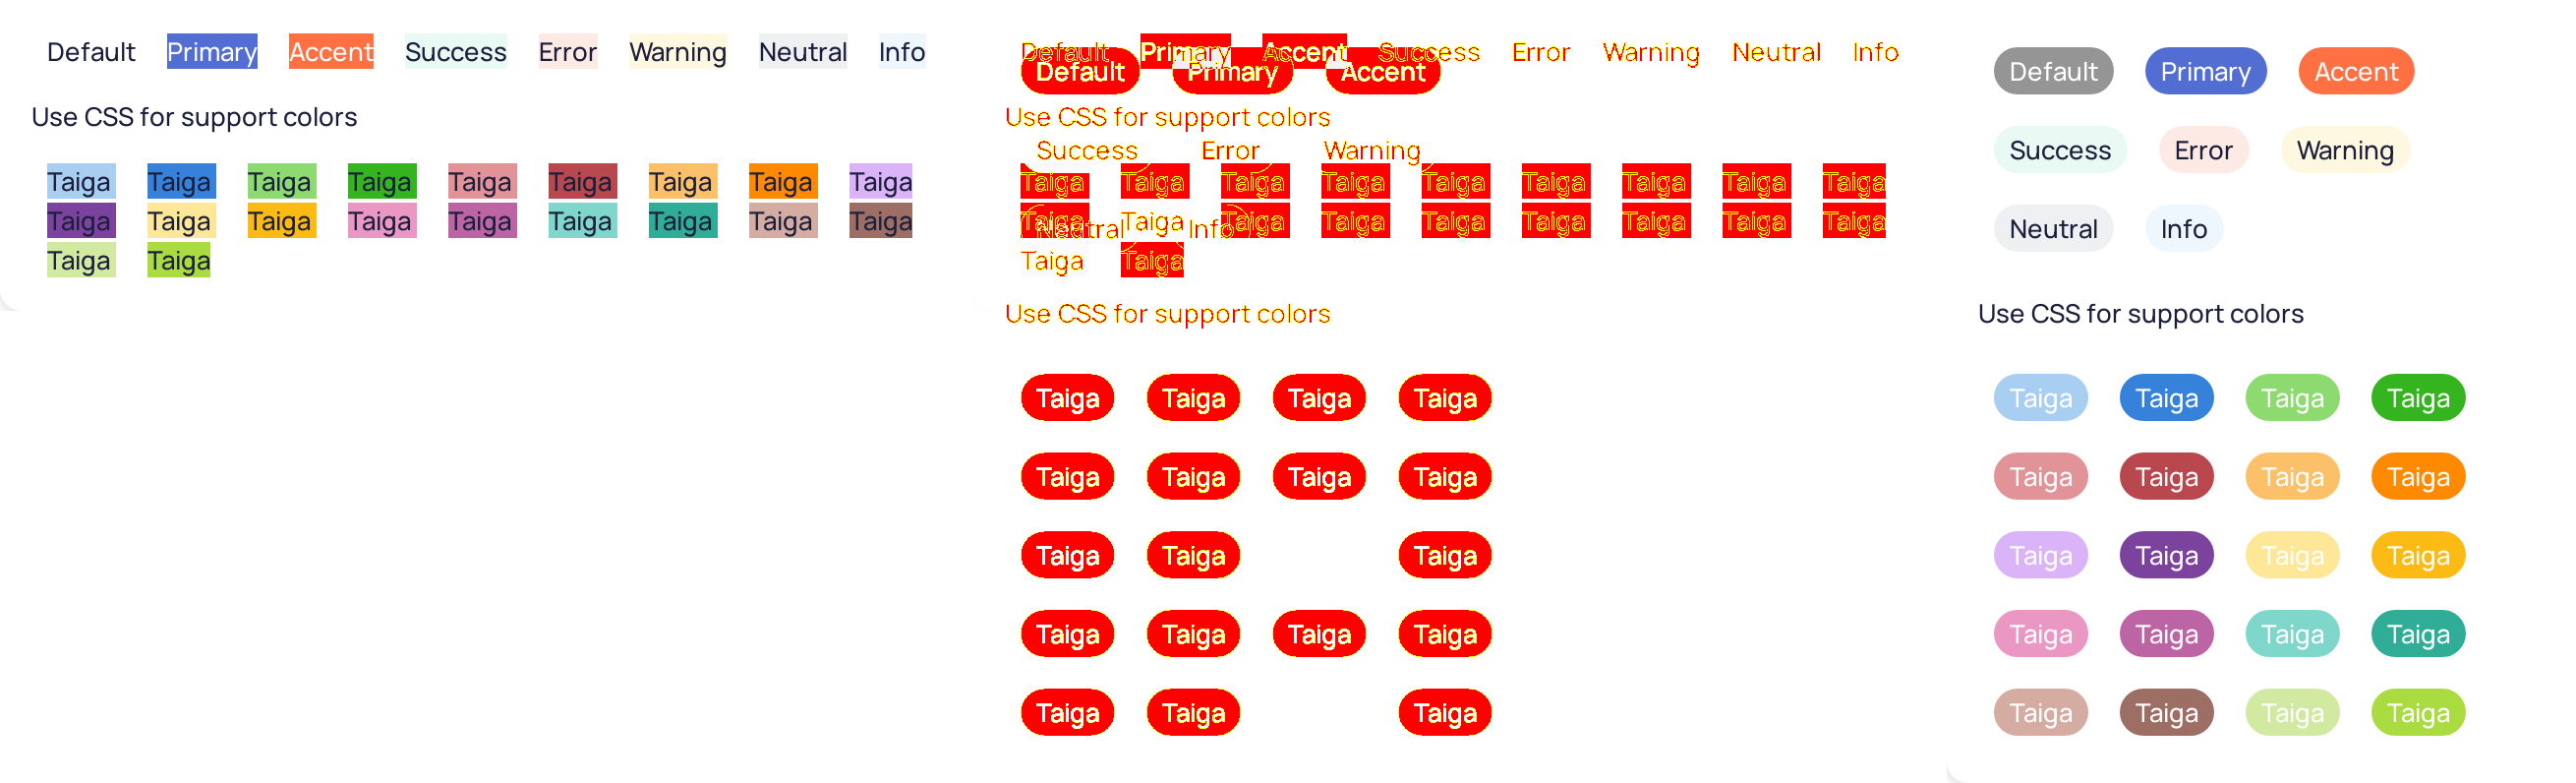 Default Primary Accent Success Error Warning Neutral Info
Use CSS for support colors
Taiga Taiga Taiga Taiga Taiga Taiga Taiga Taiga Taiga
Taiga Taiga Taiga Taiga Taiga Taiga Taiga Taiga Taiga
Taiga Taiga
Default Primary Accent Success Error Warning Neutral Info
Default Primary Accent
Use CSS for support colors
Success Error Warning
Taiga Taiga Taiga Taiga Taiga Taiga Taiga Taiga Taiga
Taiga Taiga Taiga Taiga Taiga Taiga Taiga Taiga Taiga
Neutral Info
Taiga Taiga
Use CSS for support colors
Taiga Taiga Taiga Taiga
Taiga Taiga Taiga Taiga
Taiga Taiga Taiga
Taiga Taiga Taiga Taiga
Taiga Taiga Taiga
Default Primary Accent
Success Error Warning
Neutral Info
Use CSS for support colors
Taiga Taiga Taiga Taiga
Taiga Taiga Taiga Taiga
Taiga Taiga Taiga Taiga
Taiga Taiga Taiga Taiga
Taiga Taiga Taiga Taiga